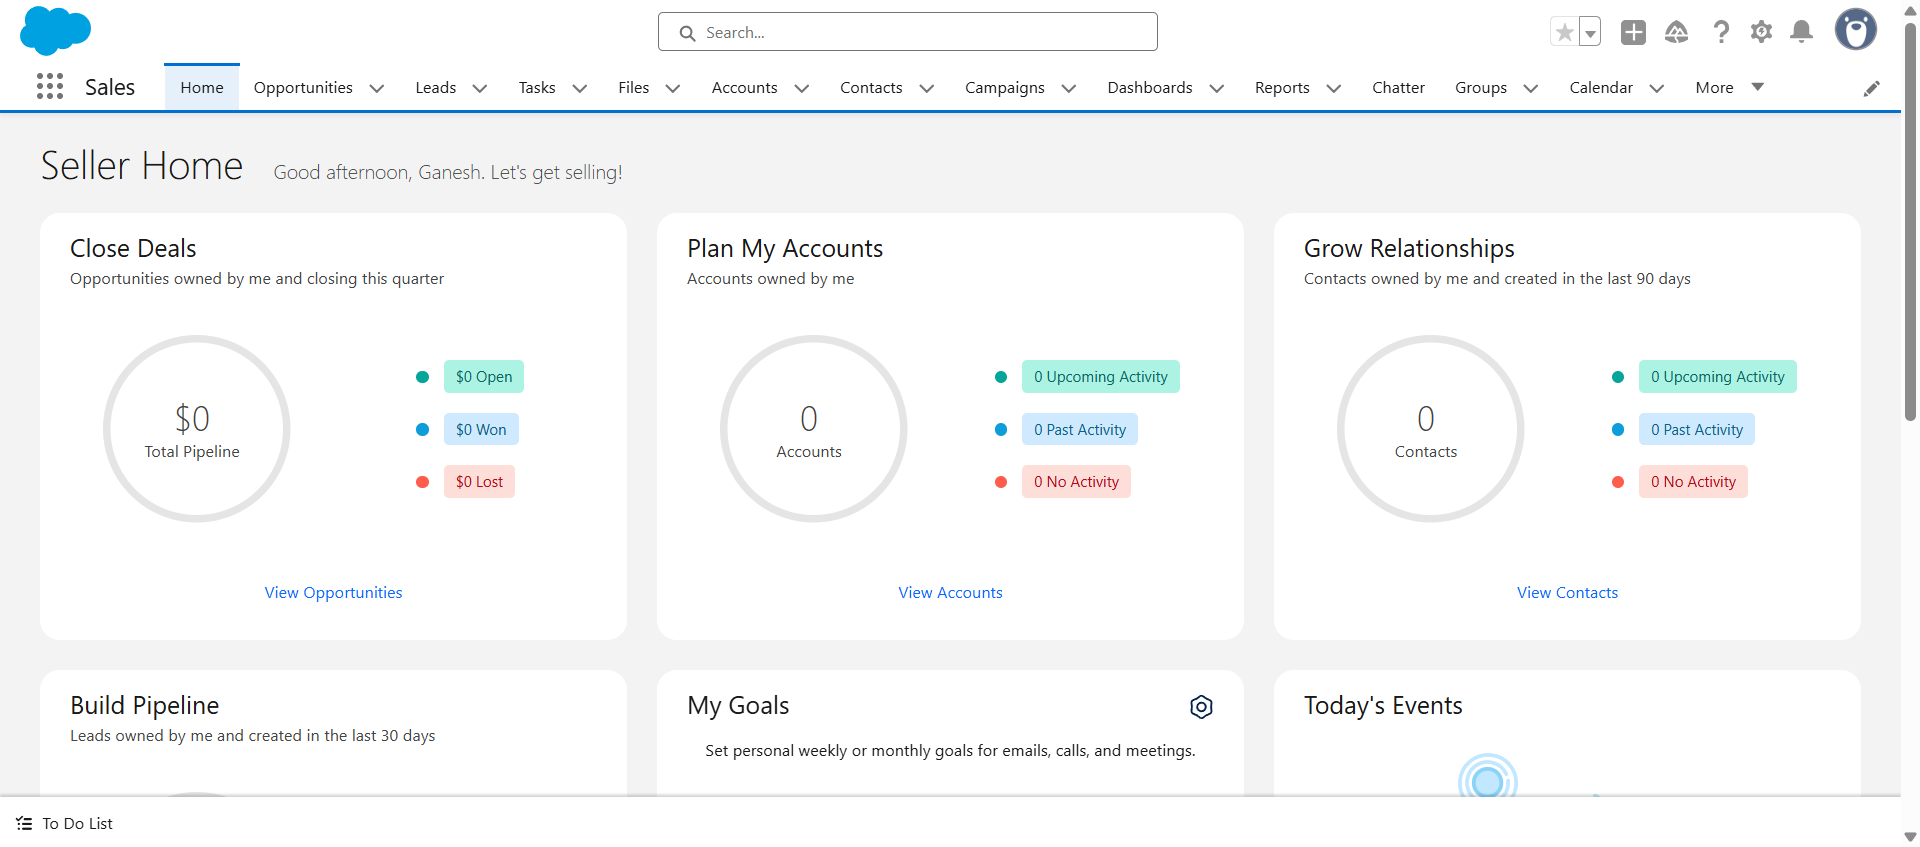 Search...
Sales
Home
Opportunities
Leads
Tasks
Files
Accounts
Contacts
Campaigns
Dashboards
Reports
Chatter
Groups
Calendar
More
Seller Home
Good afternoon, Ganesh. Let's get selling!
Close Deals
Opportunities owned by me and closing this quarter
$0
Total Pipeline
$0 Open
$0 Won
$0 Lost
View Opportunities
Plan My Accounts
Accounts owned by me
0
Accounts
0 Upcoming Activity
0 Past Activity
0 No Activity
View Accounts
Grow Relationships
Contacts owned by me and created in the last 90 days
0
Contacts
0 Upcoming Activity
0 Past Activity
0 No Activity
View Contacts
Build Pipeline
Leads owned by me and created in the last 30 days
My Goals
Set personal weekly or monthly goals for emails, calls, and meetings.
Today's Events
To Do List